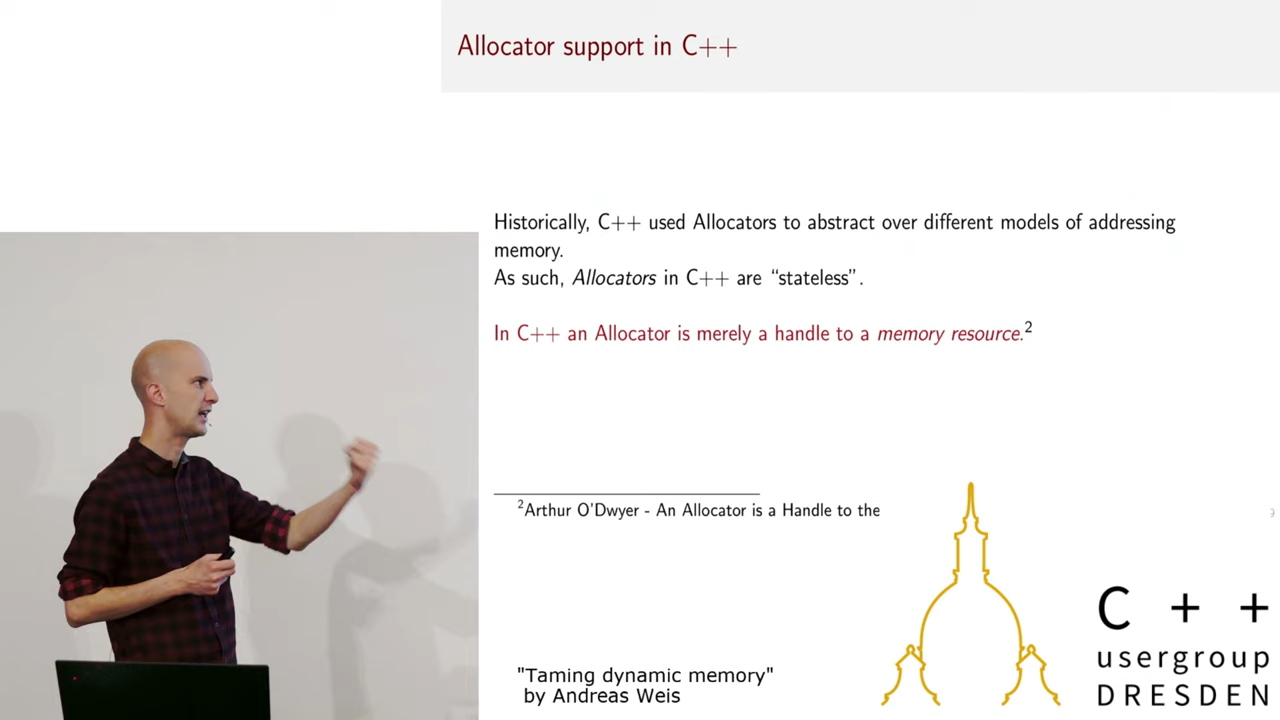 Allocator support in C++
Historically, C++ used Allocators to abstract over different models of addressing
memory.
As such, Allocators in C++ are “stateless”.
In C++ an Allocator is merely a handle to a memory resource.²
²Arthur O'Dwyer - An Allocator is a Handle to the
9
C++
usergroup
DRESDEN
"Taming dynamic memory"
by Andreas Weis